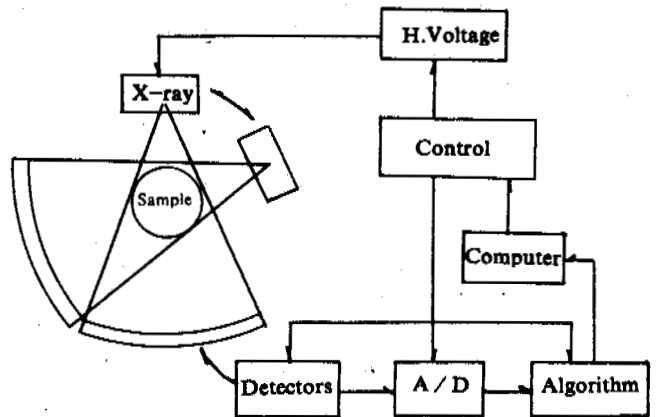 H.Voltage
X-ray
Control
Sample
Computer
Detectors
A / D
Algorithm